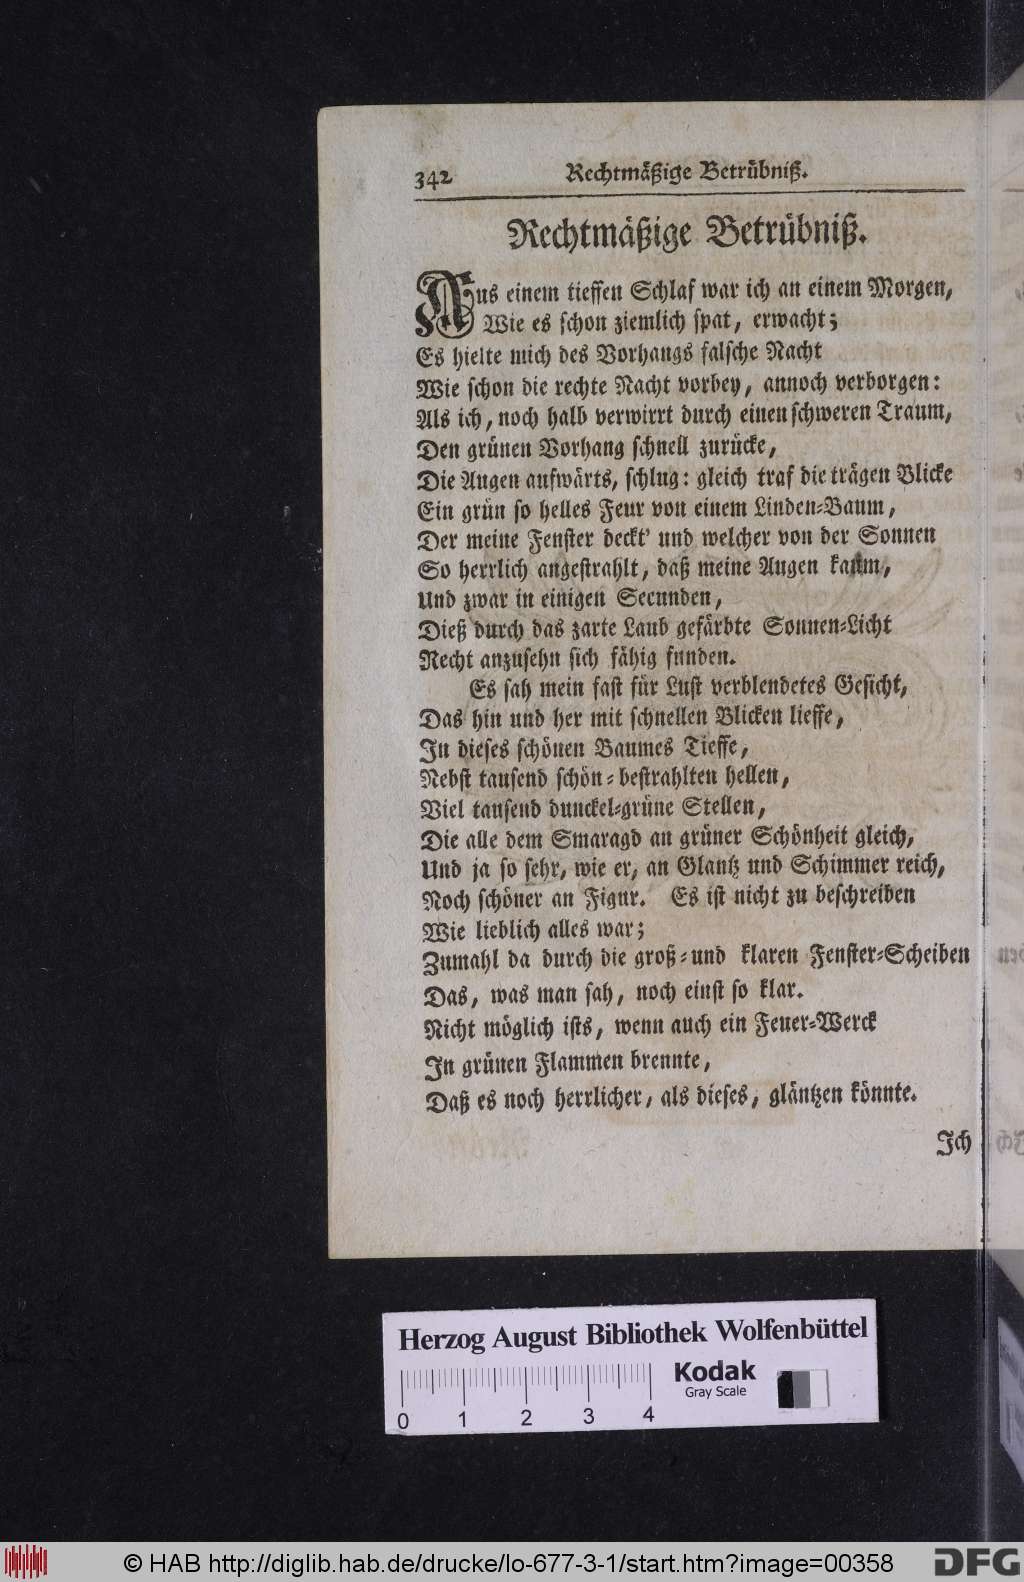 342 Rechtmäßige Betrübniß.
Rechtmäßige Betrübniß.
Aus einem tieffen Schlaf war ich an einem Morgen,
Wie es schon ziemlich spat, erwacht;
Es hielte mich des Vorhangs falsche Nacht
Wie schon die rechte Nacht vorbey, annoch verborgen:
Als ich, noch halb verwirrt durch einen schweren Traum,
Den grünen Vorhang schnell zurücke,
Die Augen aufwärts, schlug: gleich traf die trägen Blicke
Ein grün so helles Feur von einem Linden-Baum,
Der meine Fenster deckt' und welcher von der Sonnen
So herrlich angestrahlt, daß meine Augen kaum,
Und zwar in einigen Secunden,
Dieß durch das zarte Laub gefärbte Sonnen-Licht
Recht anzusehn sich fähig funden.
Es sah mein fast für Lust verblendetes Gesicht,
Das hin und her mit schnellen Blicken lieffe,
In dieses schönen Baumes Tieffe,
Nebst tausend schön-bestrahlten hellen,
Viel tausend dunckel-grüne Stellen,
Die alle dem Smaragd an grüner Schönheit gleich,
Und ja so sehr, wie er, an Glantz und Schimmer reich,
Noch schöner an Figur. Es ist nicht zu beschreiben
Wie lieblich alles war;
Zumahl da durch die groß-und klaren Fenster-Scheiben
Das, was man sah, noch einst so klar.
Nicht möglich ists, wenn auch ein Feuer-Werck
In grünen Flammen brennte,
Daß es noch herrlicher, als dieses, gläntzen könnte.
Ich
Herzog August Bibliothek Wolfenbüttel
Kodak
Gray Scale
0 1 2 3 4
© HAB http://diglib.hab.de/drucke/lo-677-3-1/start.htm?image=00358
DFG